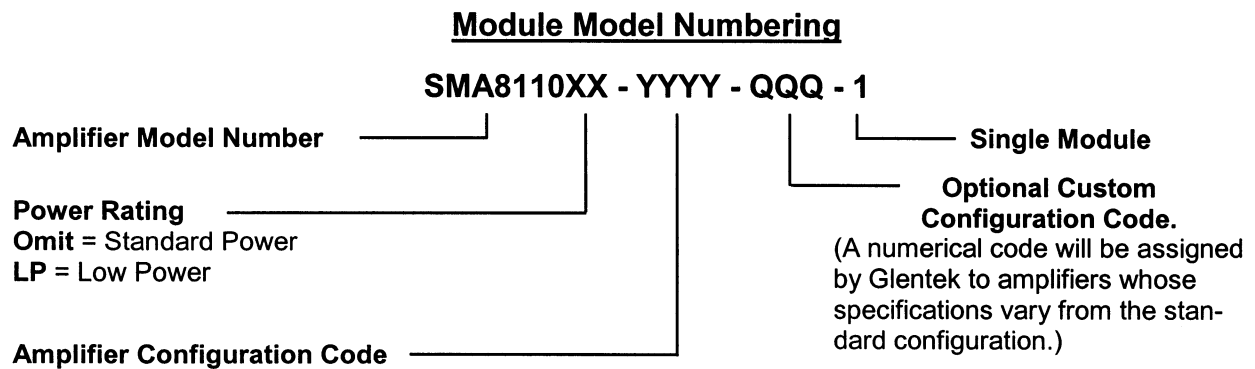 Module Model Numbering
SMA8110XX - YYYY - QQQ - 1
Amplifier Model Number
Single Module
Power Rating
Omit = Standard Power
LP = Low Power
Optional Custom
Configuration Code.
(A numerical code will be assigned
by Glentek to amplifiers whose
specifications vary from the stan-
dard configuration.)
Amplifier Configuration Code